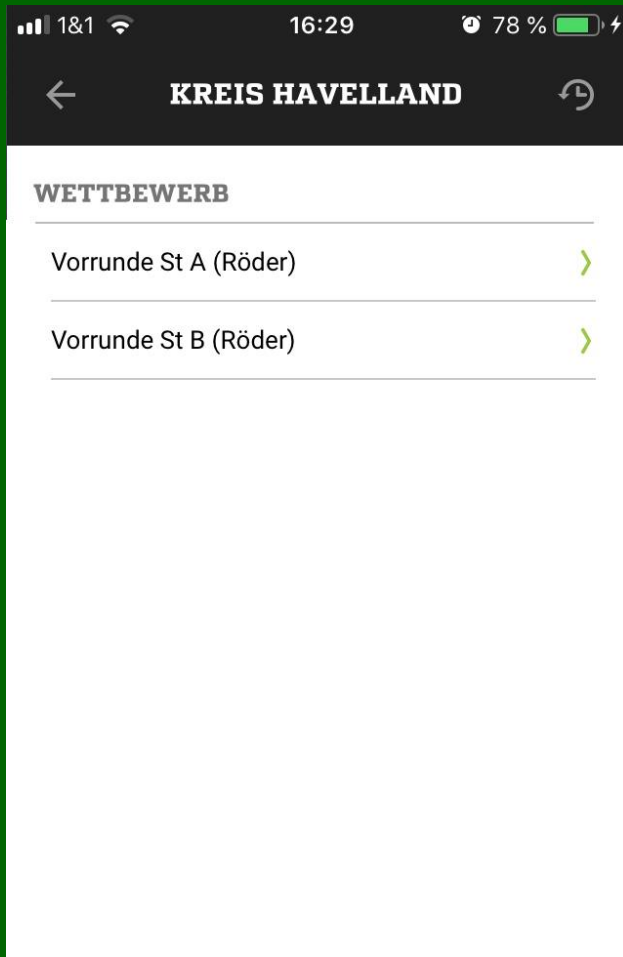 1&1 16:29 78 %
KREIS HAVELLAND
WETTBEWERB
Vorrunde St A (Röder)
Vorrunde St B (Röder)